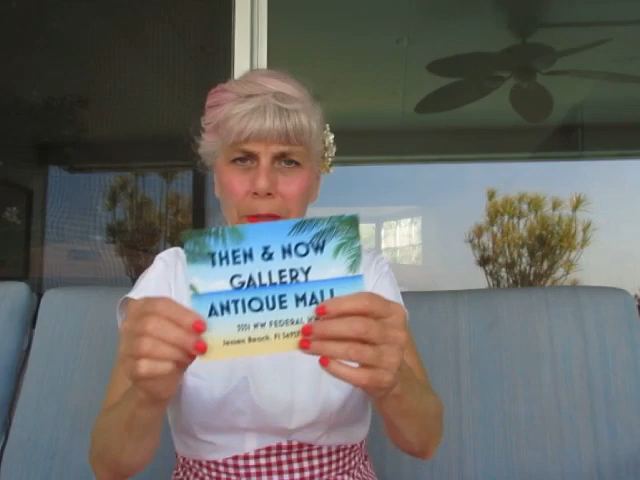 THEN & NOW
GALLERY
ANTIQUE MALL
3551 NW FEDERAL
Jensen Beach, Fl